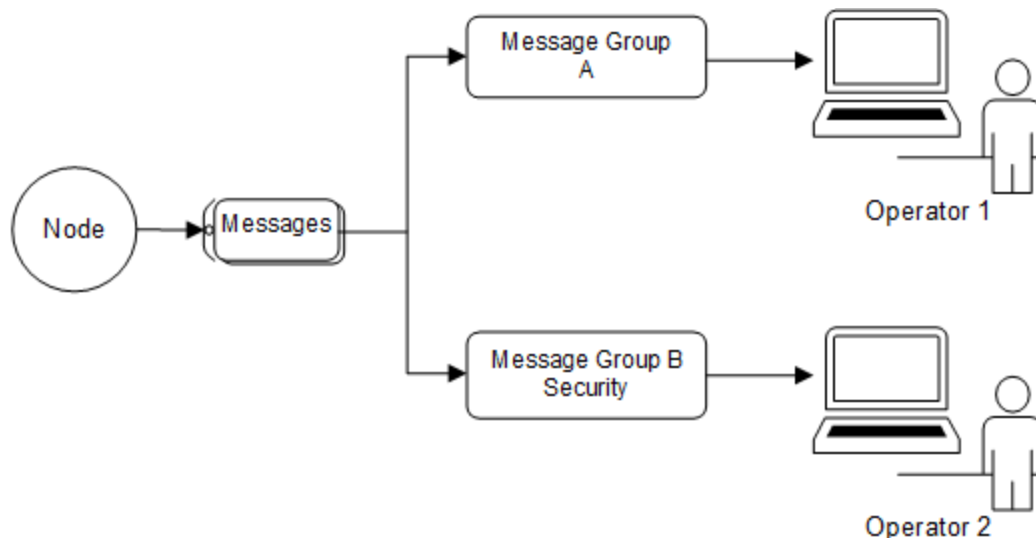 Message Group
A
Operator 1
Node
Messages
Message Group B
Security
Operator 2